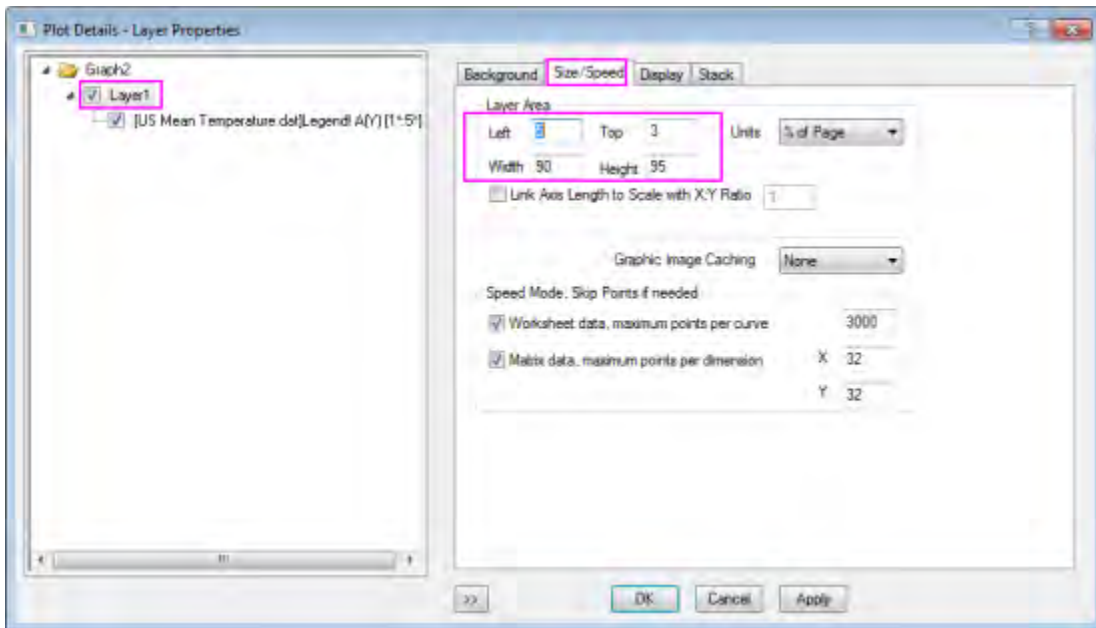 Plot Details - Layer Properties
Graph2
Layer1
[US Mean Temperature dat]Legend! A(Y) [1*:5*]
Background Size/Speed Display Stack
Layer Area
Left 5 Top 3 Units % of Page
Width 90 Height 95
Link Axis Length to Scale with X:Y Ratio 1
Graphic Image Caching None
Speed Mode, Skip Points if needed
Worksheet data, maximum points per curve 3000
Matrix data, maximum points per dimension X 32
Y 32
>> OK Cancel Apply